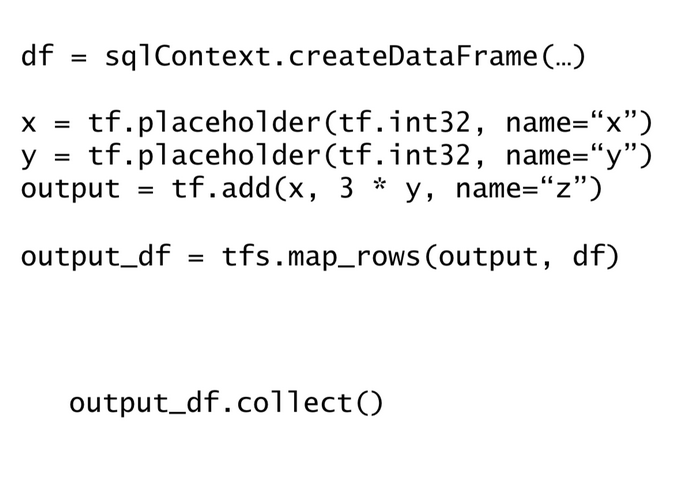 df = sqlContext.createDataFrame(…)
x = tf.placeholder(tf.int32, name=“x”)
y = tf.placeholder(tf.int32, name=“y”)
output = tf.add(x, 3 * y, name=“z”)
output_df = tfs.map_rows(output, df)
output_df.collect()